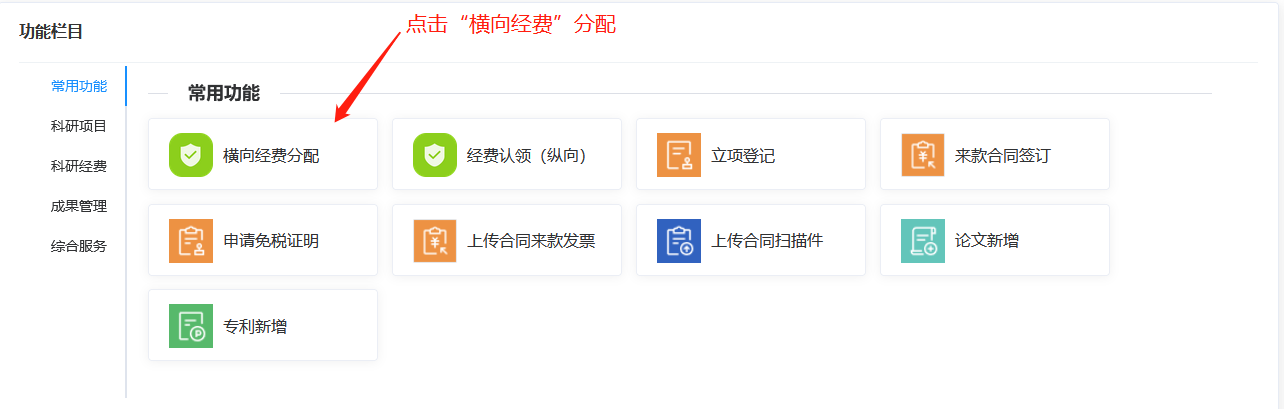 点击“横向经费”分配
功能栏目
常用功能
科研项目
科研经费
成果管理
综合服务
常用功能
横向经费分配
经费认领（纵向）
立项登记
来款合同签订
申请免税证明
上传合同来款发票
上传合同扫描件
论文新增
专利新增